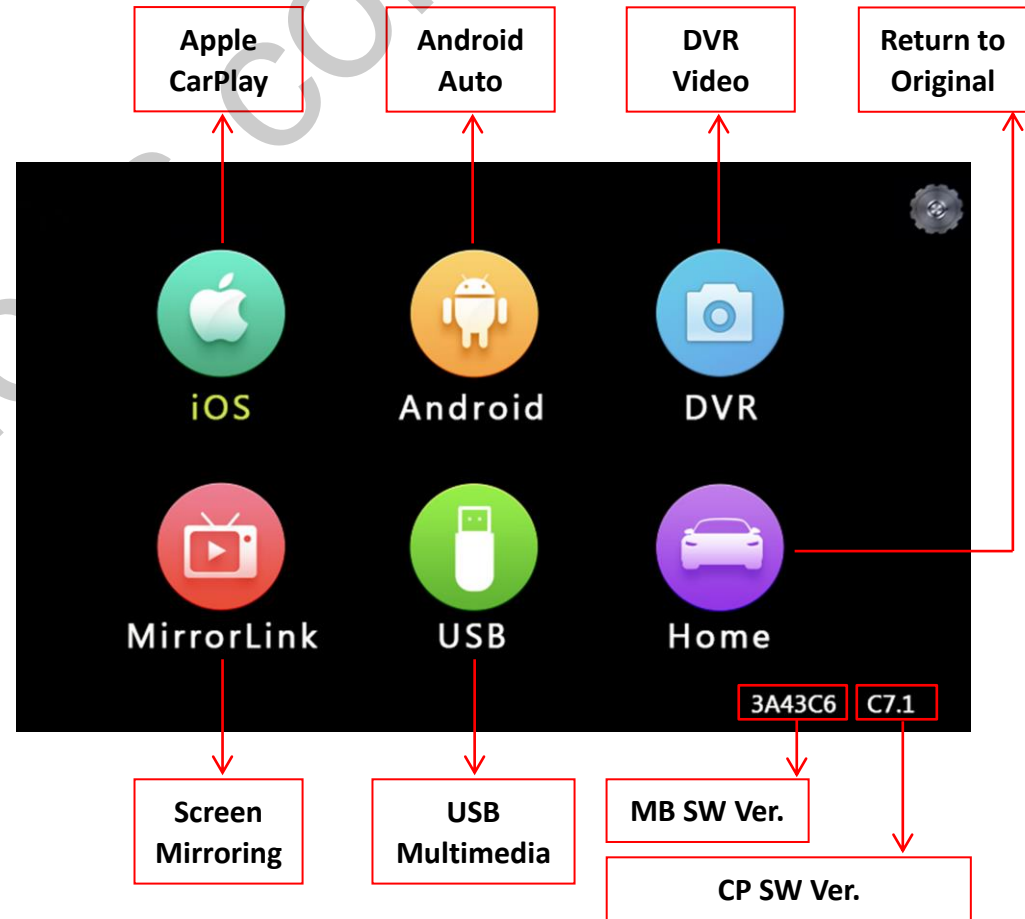 Apple
CarPlay
Android
Auto
DVR
Video
Return to
Original
iOS
Android
DVR
MirrorLink
USB
Home
3A43C6
C7.1
Screen
Mirroring
USB
Multimedia
MB SW Ver.
CP SW Ver.